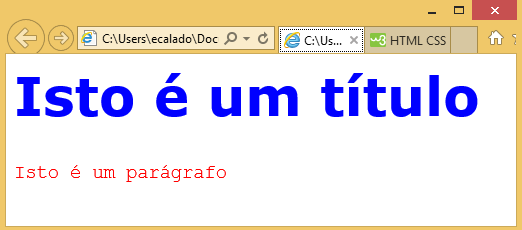 C:\Users\ecalado\Doc
C:\Us...
HTML CSS
Isto é um título
Isto é um parágrafo